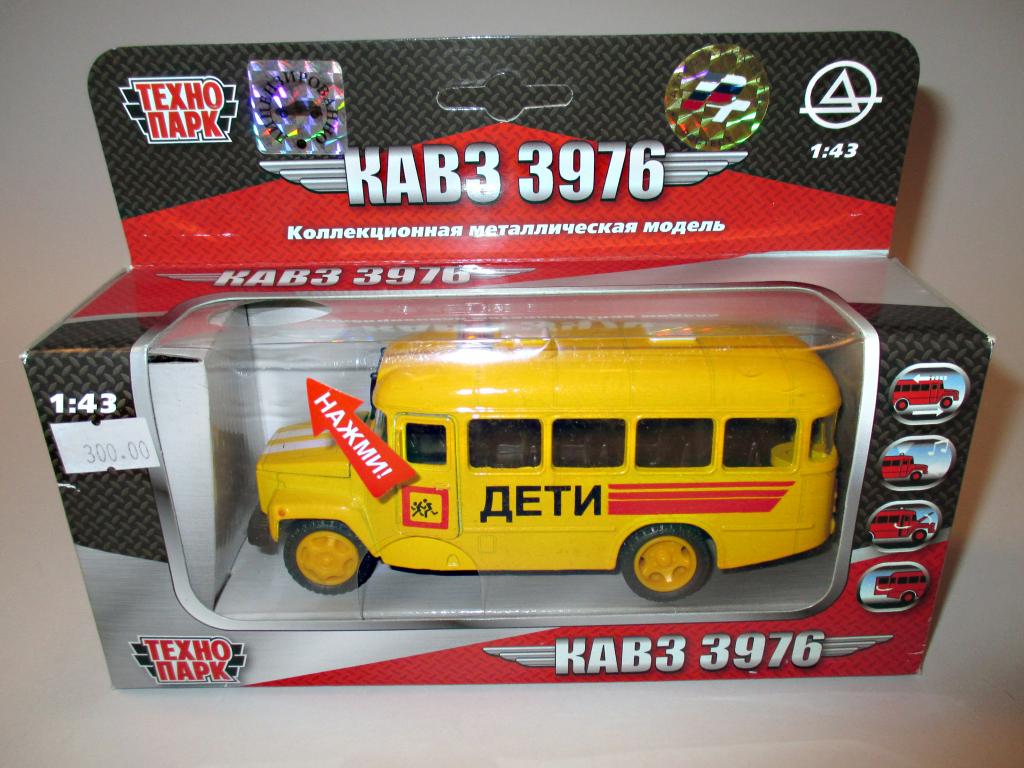 ТЕХНО
ПАРК
ЛИЦЕНЗИРОВАНО
1:43
КАВЗ 3976
Коллекционная металлическая модель
КАВЗ 3976
1:43
300.00
НАЖМИ!
ДЕТИ
ТЕХНО
ПАРК
КАВЗ 3976